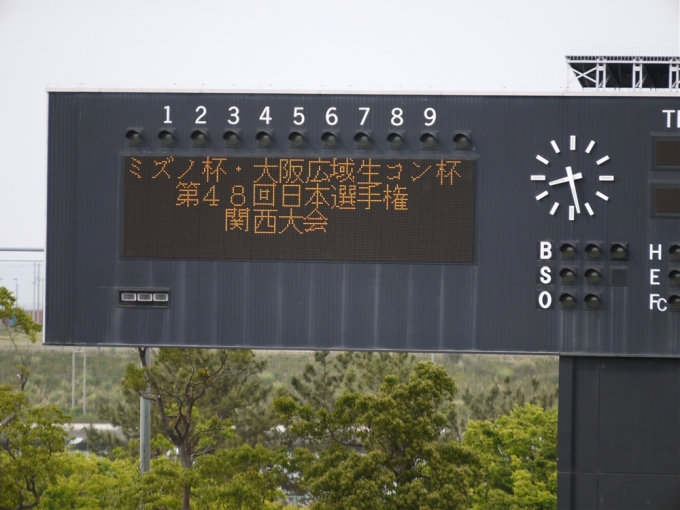 1 2 3 4 5 6 7 8 9
ミズノ杯・大阪広域生コン杯
第48回日本選手権
関西大会
B
S
O
H
E
Fc